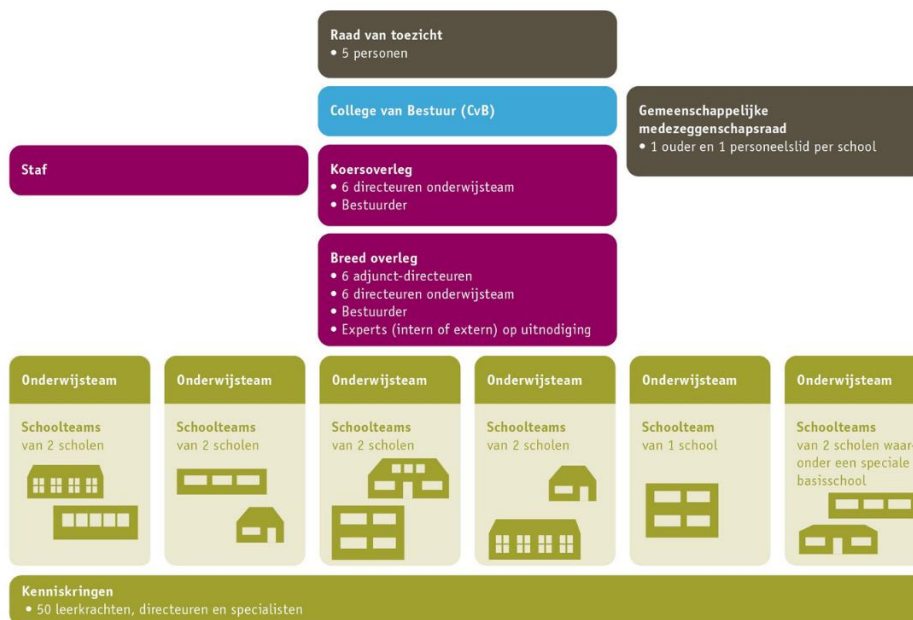 Raad van toezicht
• 5 personen
College van Bestuur (CvB)
Gemeenschappelijke
medezeggenschapsraad
• 1 ouder en 1 personeelslid per school
Staf
Koersoverleg
• 6 directeuren onderwijsteam
• Bestuurder
Breed overleg
• 6 adjunct-directeuren
• 6 directeuren onderwijsteam
• Bestuurder
• Experts (intern of extern) op uitnodiging
Onderwijsteam
Schoolteams
van 2 scholen
Onderwijsteam
Schoolteams
van 2 scholen
Onderwijsteam
Schoolteams
van 2 scholen
Onderwijsteam
Schoolteams
van 2 scholen
Onderwijsteam
Schoolteam
van 1 school
Onderwijsteam
Schoolteams
van 2 scholen waar-
onder een speciale
basisschool
Kenniskringen
• 50 leerkrachten, directeuren en specialisten